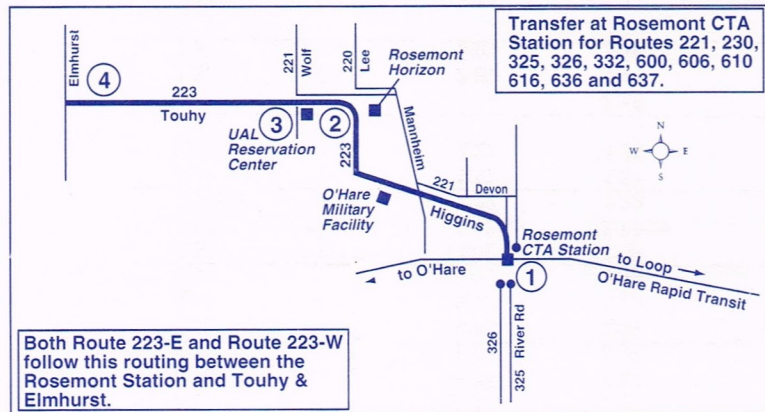 Transfer at Rosemont CTA
Station for Routes 221, 230,
325, 326, 332, 600, 606, 610
616, 636 and 637.
Elmhurst
4
223
Touhy
221
Wolf
220
Lee
Rosemont
Horizon
3
2
UAL
Reservation
Center
223
Mannheim
N
W
E
S
O'Hare
Military
Facility
221
Devon
Higgins
Rosemont
CTA Station
1
to O'Hare
to Loop
O'Hare Rapid Transit
326
325
River Rd
Both Route 223-E and Route 223-W
follow this routing between the
Rosemont Station and Touhy &
Elmhurst.